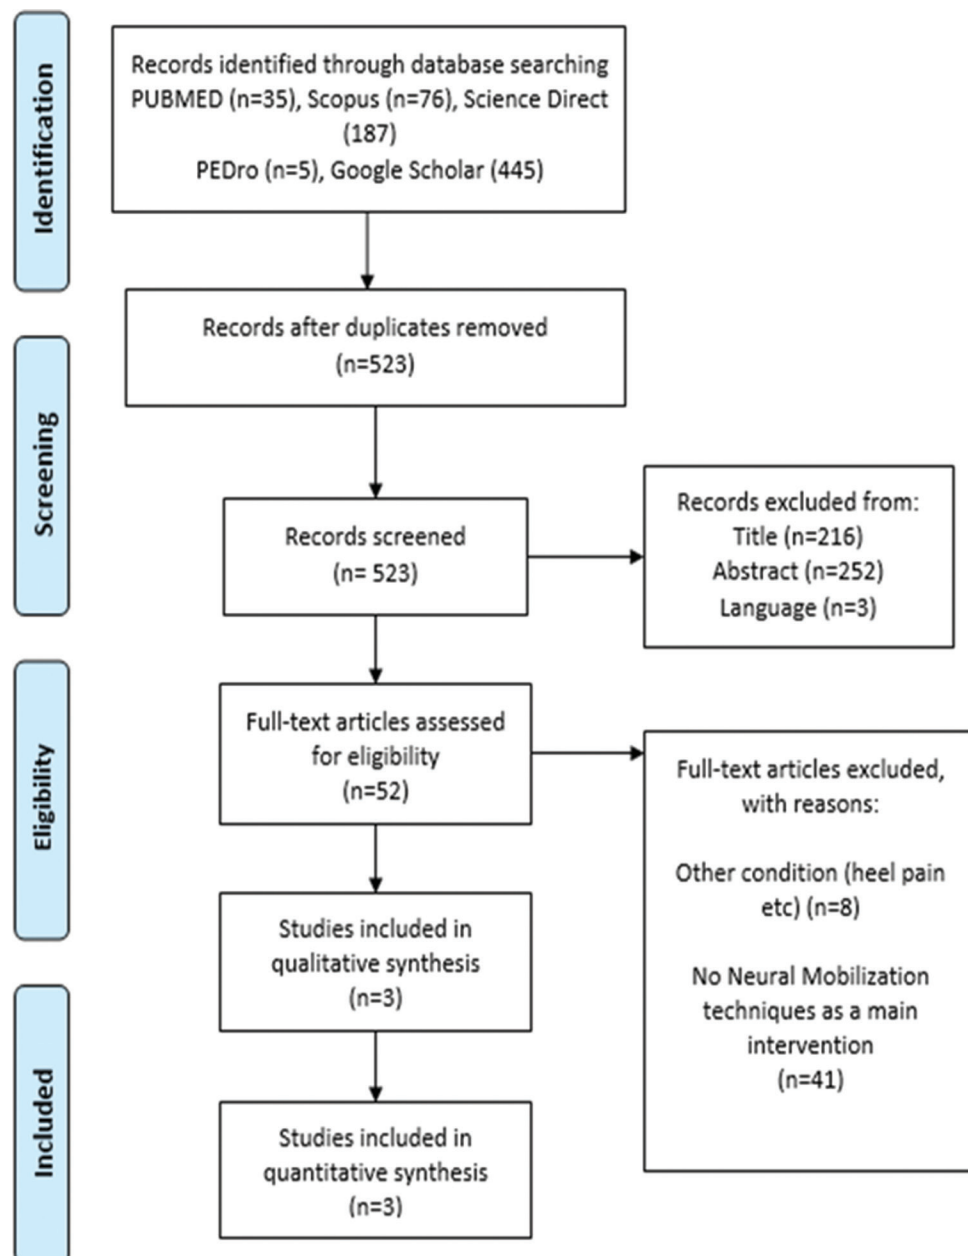 Identification
Records identified through database searching
PUBMED (n=35), Scopus (n=76), Science Direct
(187)
PEDro (n=5), Google Scholar (445)
Records after duplicates removed
(n=523)
Screening
Records screened
(n= 523)
Records excluded from:
Title (n=216)
Abstract (n=252)
Language (n=3)
Eligibility
Full-text articles assessed
for eligibility
(n=52)
Full-text articles excluded,
with reasons:
Other condition (heel pain
etc) (n=8)
No Neural Mobilization
techniques as a main
intervention
(n=41)
Studies included in
qualitative synthesis
(n=3)
Included
Studies included in
quantitative synthesis
(n=3)